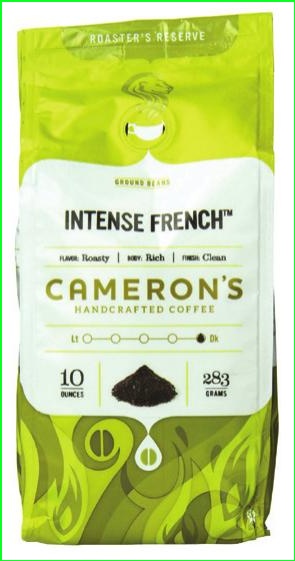 ROASTER'S RESERVE
GROUND BEANS
INTENSE FRENCH™
FLAVOR: Roasty | BODY: Rich | FINISH: Clean
CAMERON'S
HANDCRAFTED COFFEE
Lt Dk
10 283
OUNCES GRAMS